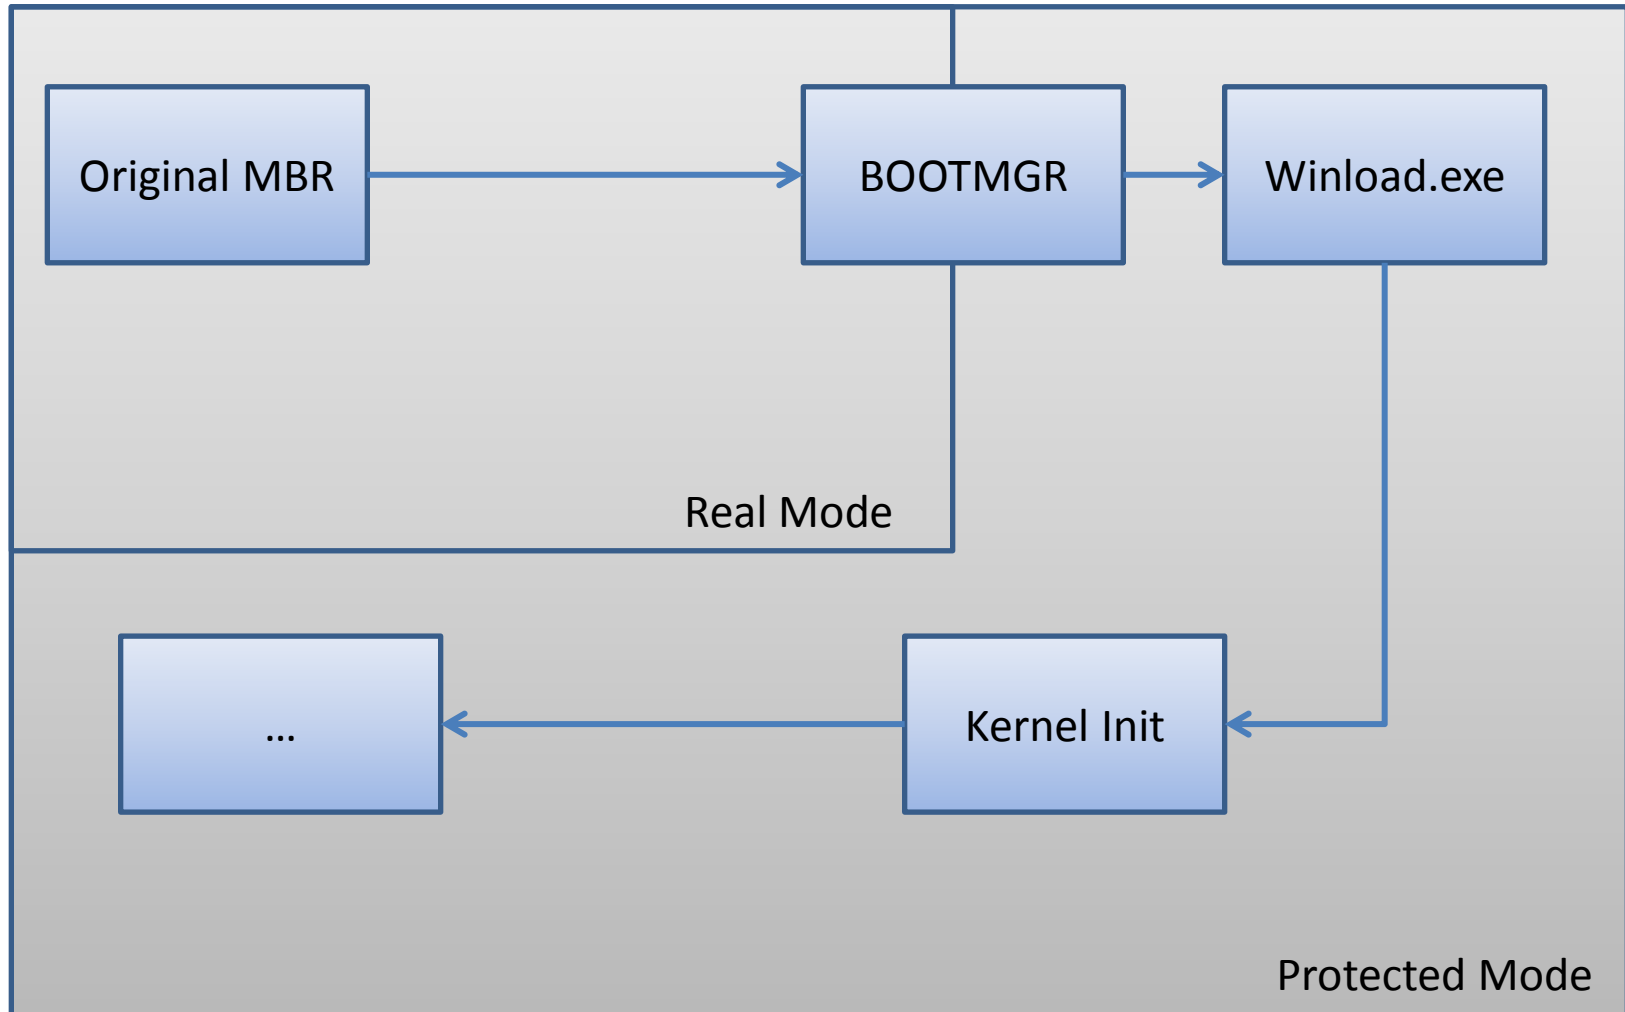 Original MBR
BOOTMGR
Winload.exe
Real Mode
...
Kernel Init
Protected Mode